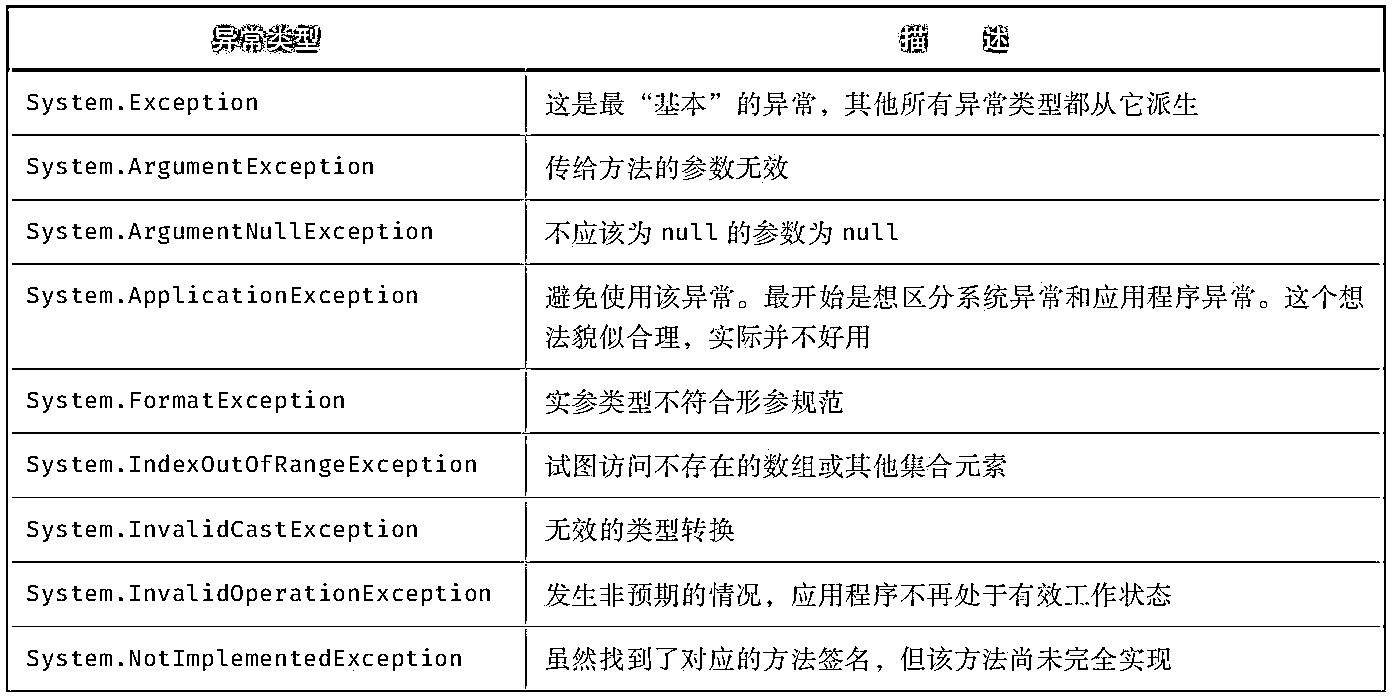 异常类型 描 述
System.Exception 这是最“基本”的异常，其他所有异常类型都从它派生
System.ArgumentException 传给方法的参数无效
System.ArgumentNullException 不应该为 null 的参数为 null
System.ApplicationException 避免使用该异常。最开始是想区分系统异常和应用程序异常。这个想
法貌似合理，实际并不好用
System.FormatException 实参类型不符合形参规范
System.IndexOutOfRangeException 试图访问不存在的数组或其他集合元素
System.InvalidCastException 无效的类型转换
System.InvalidOperationException 发生非预期的情况，应用程序不再处于有效工作状态
System.NotImplementedException 虽然找到了对应的方法签名，但该方法尚未完全实现